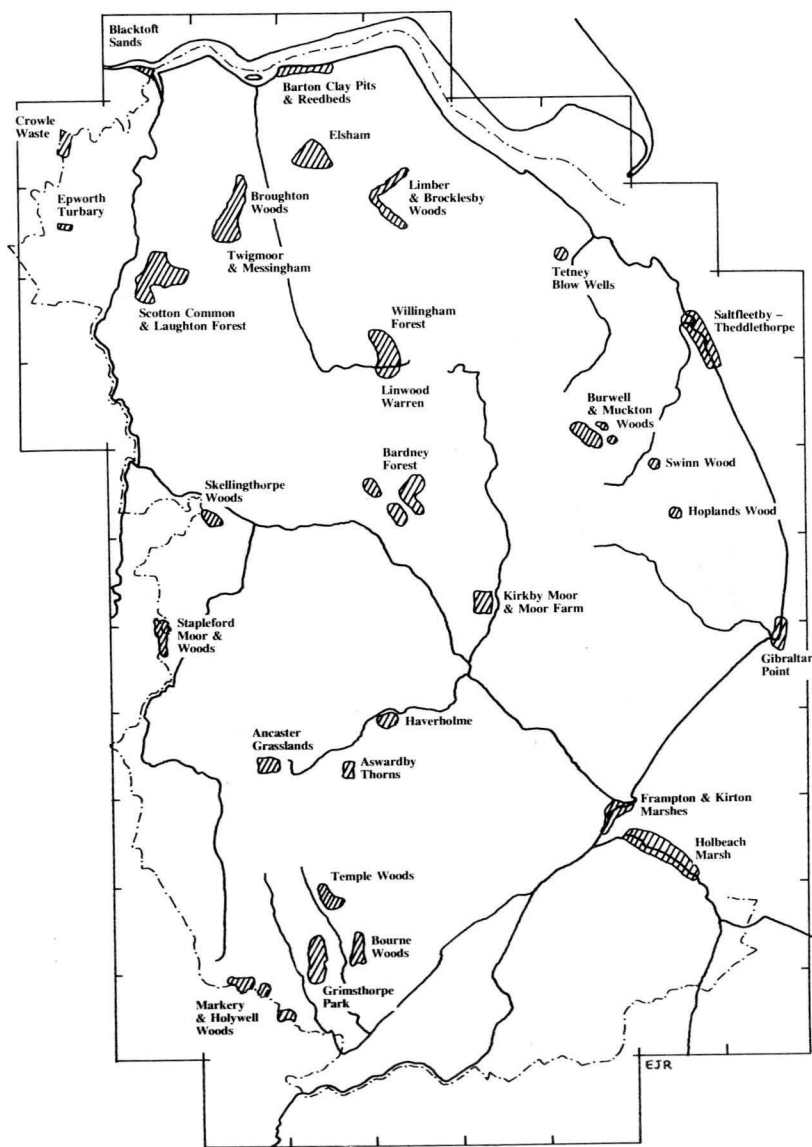 Blacktoft
Sands
Barton Clay Pits
& Reedbeds
Crowle
Waste
Elsham
Epworth
Turbary
Broughton
Woods
Limber
& Brocklesby
Woods
Twigmoor
& Messingham
Tetney
Blow Wells
Scotton Common
& Laughton Forest
Willingham
Forest
Saltfleetby –
Theddlethorpe
Linwood
Warren
Burwell
& Muckton
Woods
Bardney
Forest
Swinn Wood
Skellingthorpe
Woods
Hoplands Wood
Kirkby Moor
& Moor Farm
Stapleford
Moor &
Woods
Gibraltar
Point
Haverholme
Ancaster
Grasslands
Aswardby
Thorns
Frampton & Kirton
Marshes
Holbeach
Marsh
Temple Woods
Bourne
Woods
Grimsthorpe
Park
Markery
& Holywell
Woods
EJR